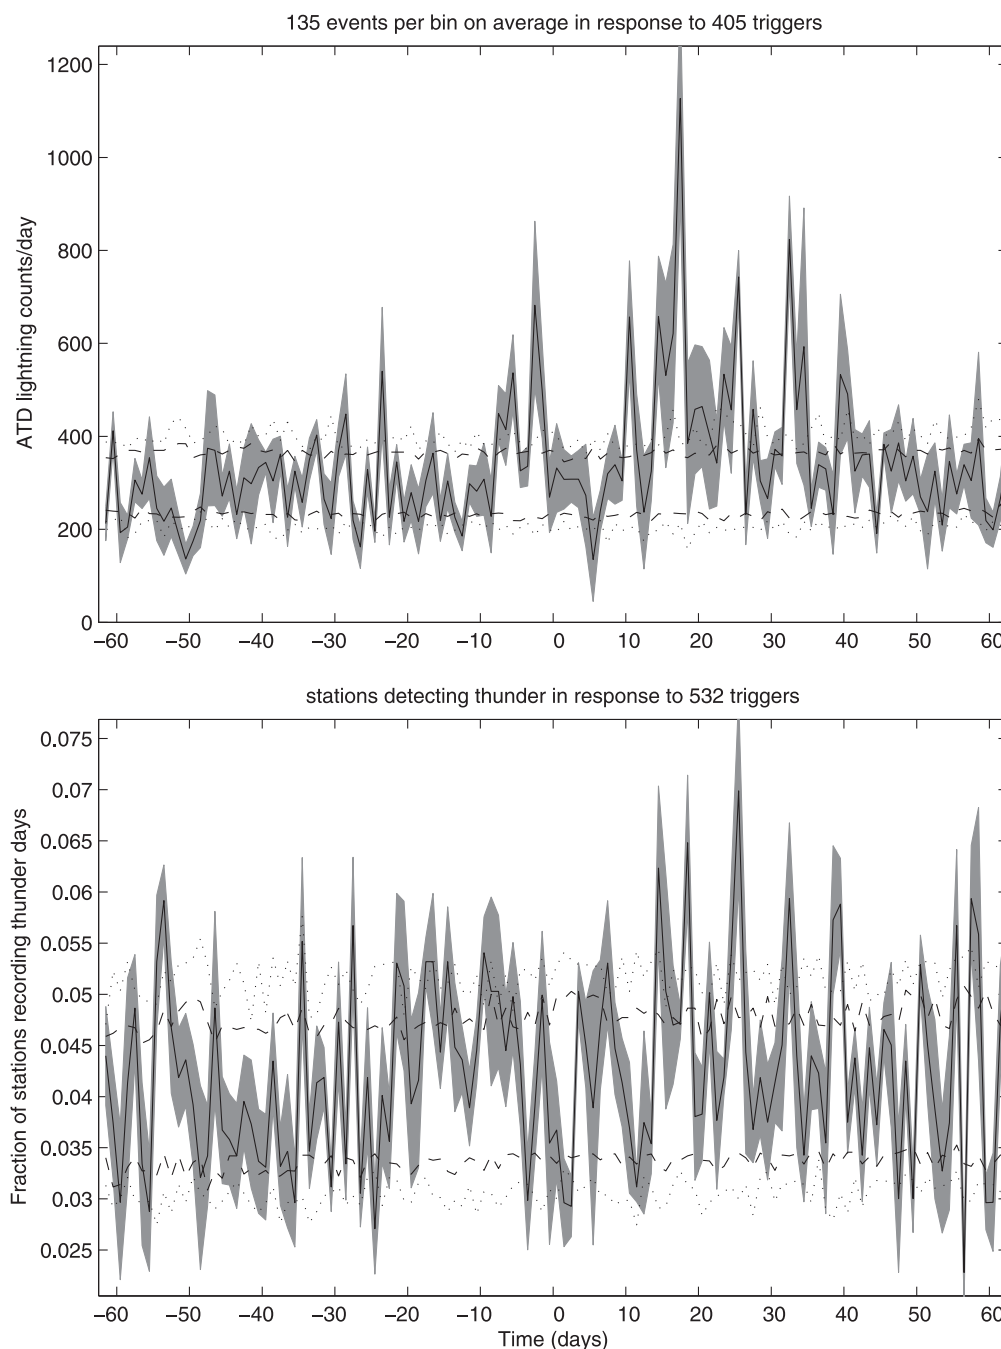 135 events per bin on average in response to 405 triggers
1200
1000
800
600
400
200
0
ATD lightning counts/day
−60 −50 −40 −30 −20 −10 0 10 20 30 40 50 60
stations detecting thunder in response to 532 triggers
0.075
0.07
0.065
0.06
0.055
0.05
0.045
0.04
0.035
0.03
0.025
Fraction of stations recording thunder days
−60 −50 −40 −30 −20 −10 0 10 20 30 40 50 60
Time (days)